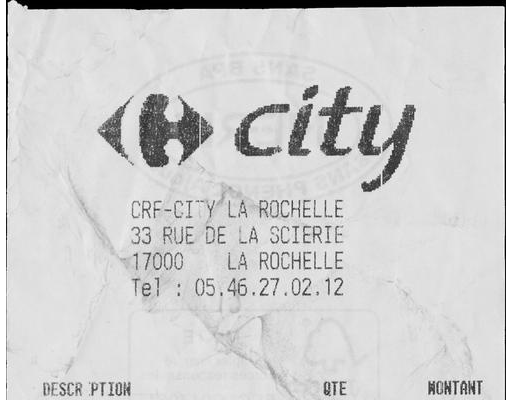 city
CRF-CITY LA ROCHELLE
33 RUE DE LA SCIERIE
17000 LA ROCHELLE
Tel : 05.46.27.02.12
DESCR PTION QTE MONTANT